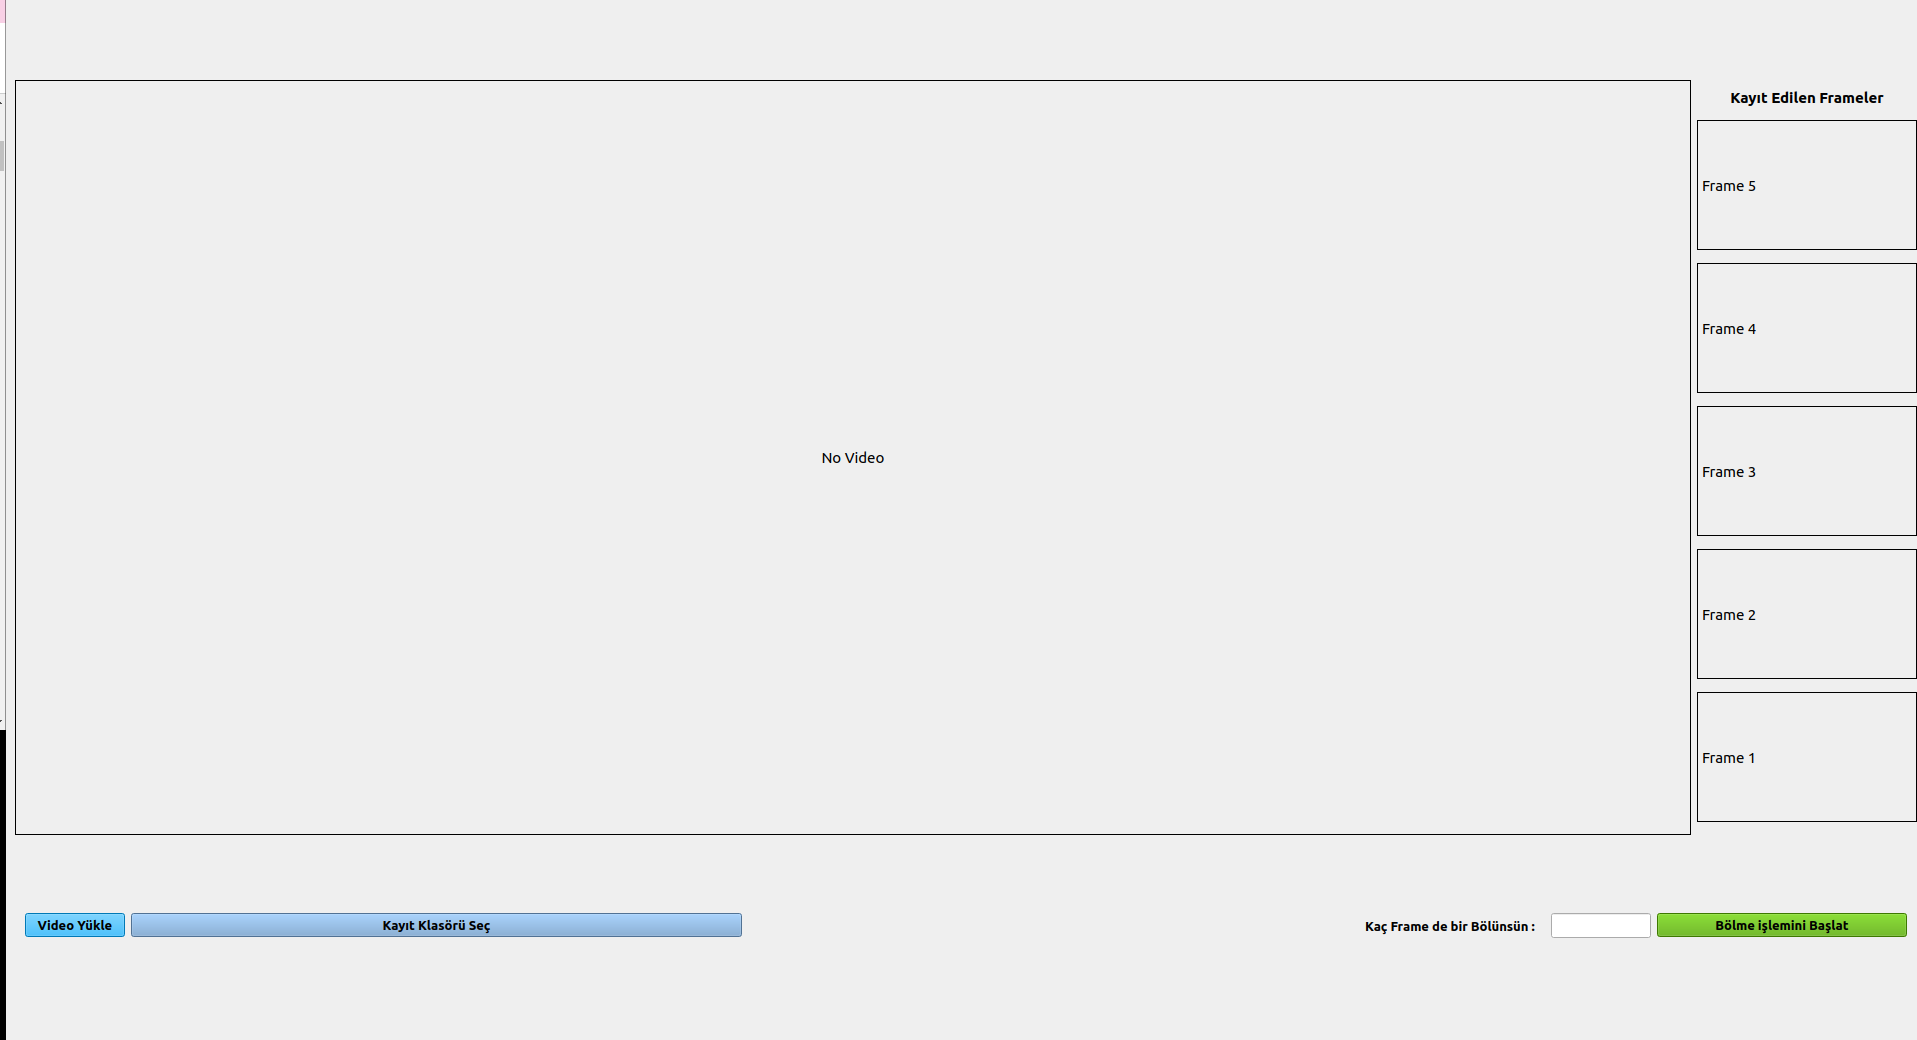 Kayıt Edilen Frameler
Frame 5
Frame 4
Frame 3
No Video
Frame 2
Frame 1
Video Yükle
Kayıt Klasörü Seç
Kaç Frame de bir Bölünsün :
Bölme işlemini Başlat